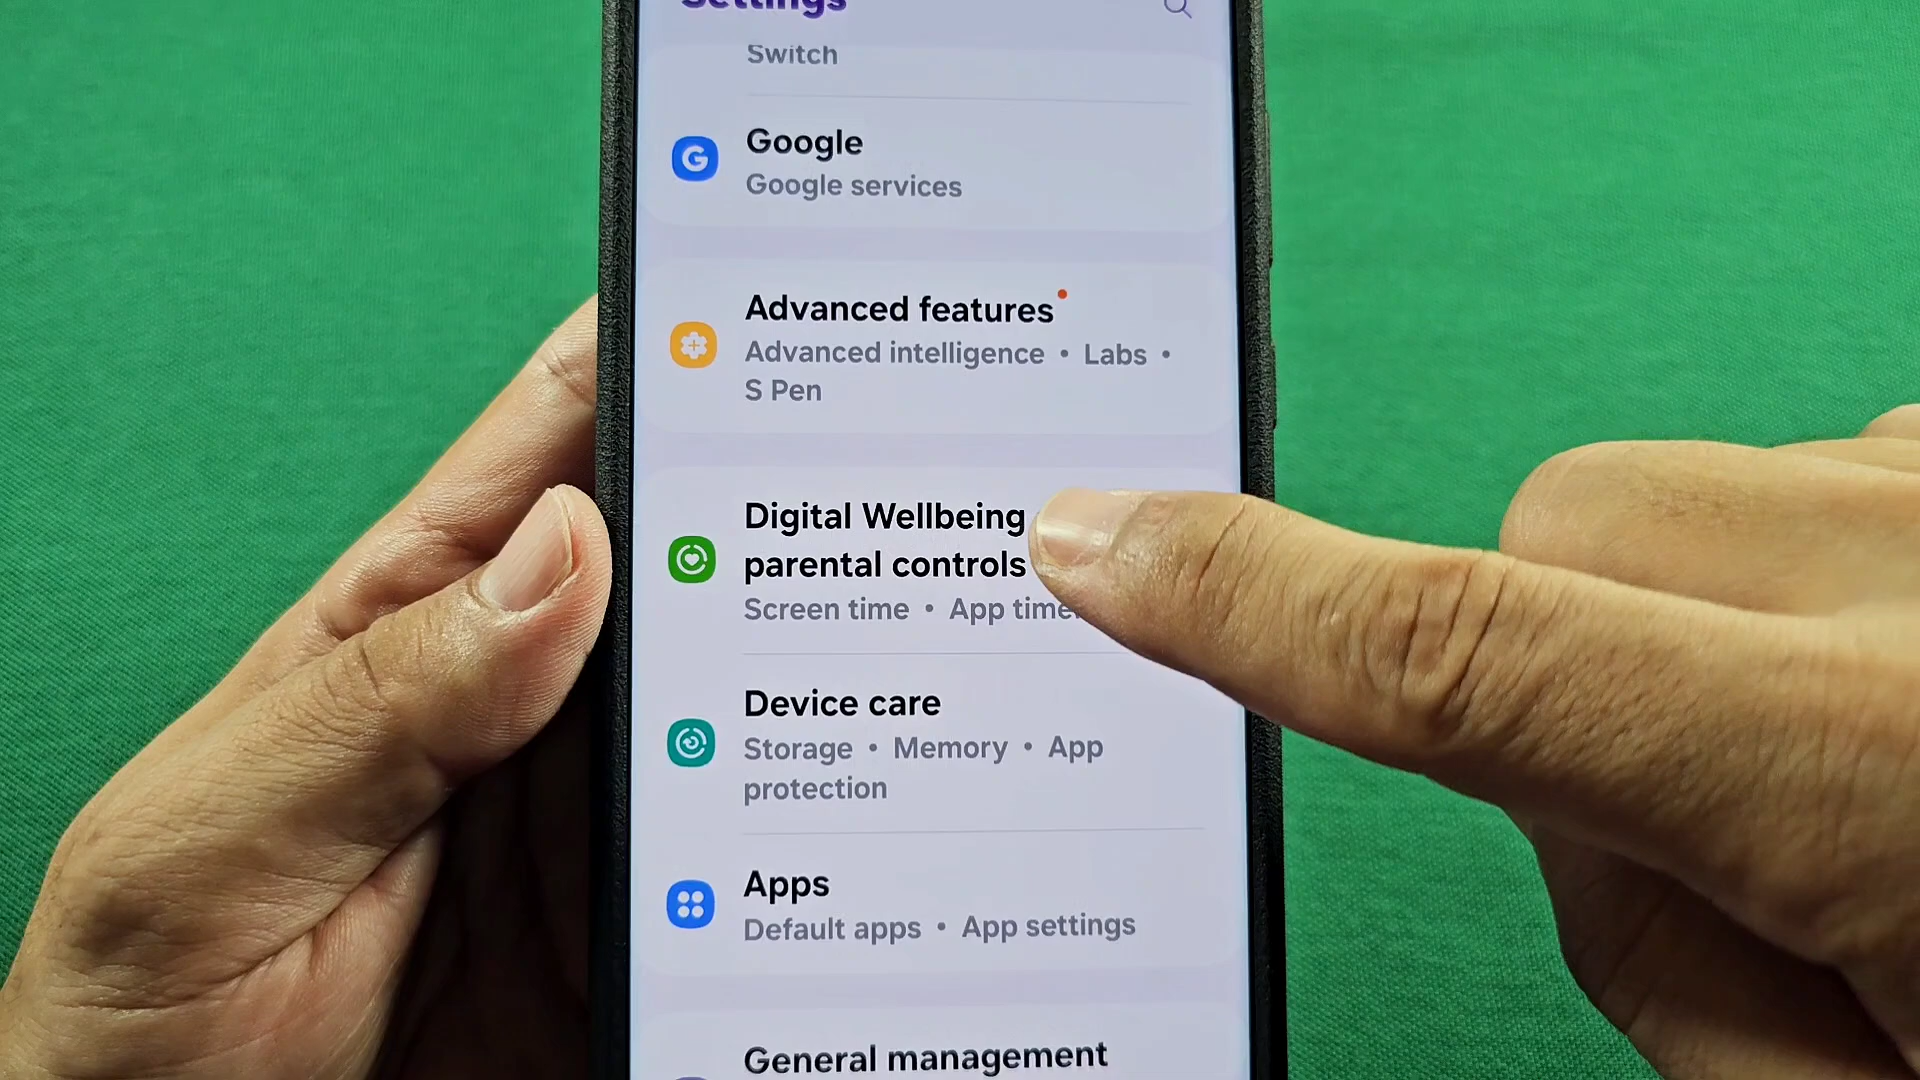 Settings
Switch
Google
Google services
Advanced features
Advanced intelligence • Labs •
S Pen
Digital Wellbeing
parental controls
Screen time • App time
Device care
Storage • Memory • App
protection
Apps
Default apps • App settings
General management